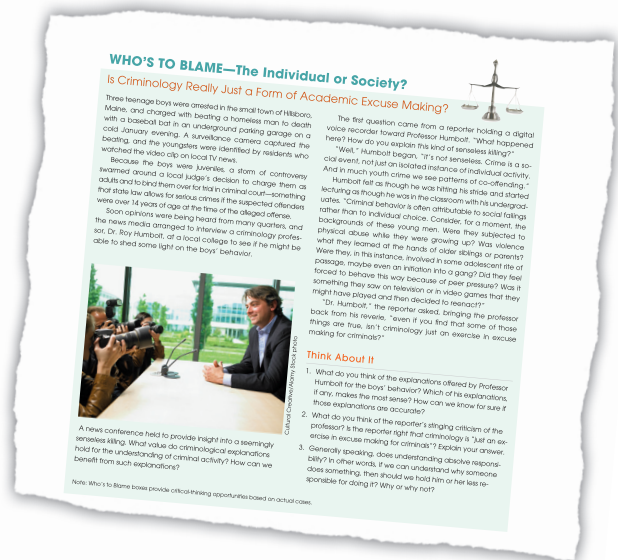 WHO'S TO BLAME—The Individual or Society?
Is Criminology Really Just a Form of Academic Excuse Making?
Three teenage boys were arrested in the small town of Hillsboro,
Maine, and charged with beating a homeless man to death
with a baseball bat in an underground parking garage on a
cold January evening. A surveillance camera captured the
beating, and the youngsters were identified by residents who
watched the video clip on local TV news.
Because the boys were juveniles, a storm of controversy
swarmed around a local judge's decision to charge them as
adults and to bind them over for trial in criminal court—something
that state law allows for serious crimes if the suspected offenders
were over 14 years of age at the time of the alleged offense.
Soon opinions were being heard from many quarters, and
the news media arranged to interview a criminology profes-
sor, Dr. Roy Humbolt, at a local college to see if he might be
able to shed some light on the boys' behavior.
Cultural Creative/Alamy Stock photo
A news conference held to provide insight into a seemingly
senseless killing. What value do criminological explanations
hold for the understanding of criminal activity? How can we
benefit from such explanations?
The first question came from a reporter holding a digital
voice recorder toward Professor Humbolt. "What happened
here? How do you explain this kind of senseless killing?"
"Well," Humbolt began, "it's not senseless. Crime is a so-
cial event, not just an isolated instance of individual activity.
And in much youth crime we see patterns of co-offending."
Humbolt felt as though he was hitting his stride and started
lecturing as though he was in the classroom with his undergrad-
uates. "Criminal behavior is often attributable to social failings
rather than to individual choice. Consider, for a moment, the
backgrounds of these young men. Were they subjected to
physical abuse while they were growing up? Was violence
what they learned at the hands of older siblings or parents?
Were they, in this instance, involved in some adolescent rite of
passage, maybe even an initiation into a gang? Did they feel
forced to behave this way because of peer pressure? Was it
something they saw on television or in video games that they
might have played and then decided to reenact?"
"Dr. Humbolt," the reporter asked, bringing the professor
back from his reverie, "even if you find that some of those
things are true, isn't criminology just an exercise in excuse
making for criminals?"
Think About It
1. What do you think of the explanations offered by Professor
Humbolt for the boys' behavior? Which of his explanations,
if any, makes the most sense? How can we know for sure if
those explanations are accurate?
2. What do you think of the reporter's stinging criticism of the
professor? Is the reporter right that criminology is "just an ex-
ercise in excuse making for criminals"? Explain your answer.
3. Generally speaking, does understanding absolve responsi-
bility? In other words, if we can understand why someone
does something, then should we hold him or her less re-
sponsible for doing it? Why or why not?
Note: Who's to Blame boxes provide critical-thinking opportunities based on actual cases.